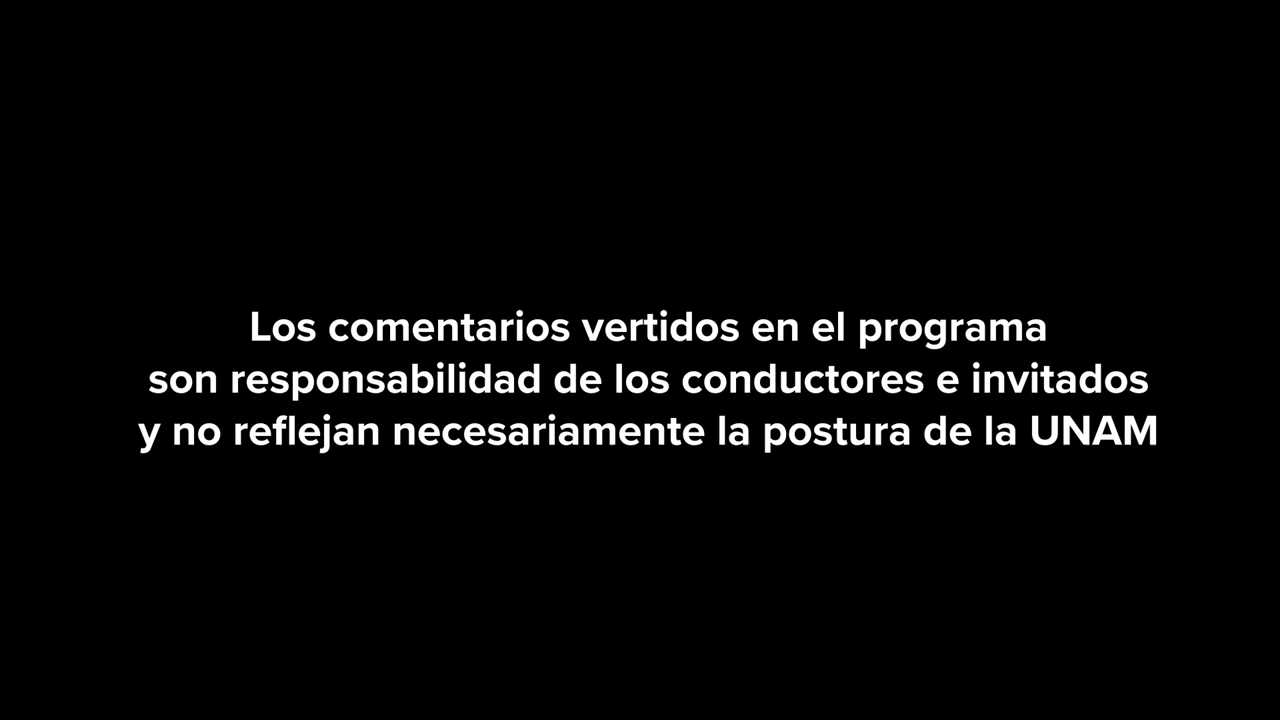 Los comentarios vertidos en el programa
son responsabilidad de los conductores e invitados
y no reflejan necesariamente la postura de la UNAM